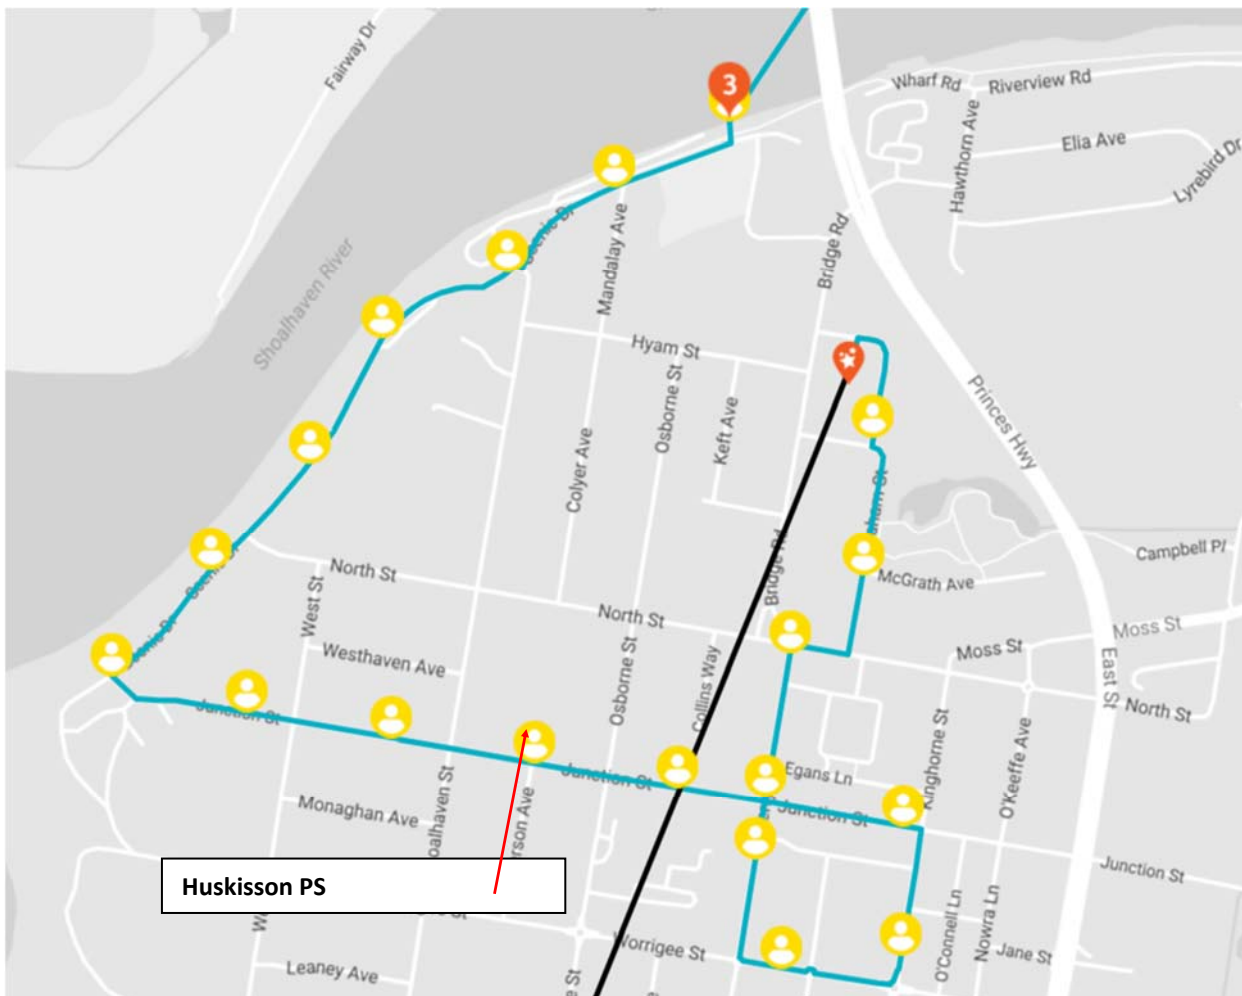 Fairway Dr
3
Wharf Rd
Riverview Rd
Hawthorn Ave
Elia Ave
Lyrebird Dr
Scenic Dr
Mandalay Ave
Bridge Rd
Shoalhaven River
Hyam St
Osborne St
Keft Ave
Princes Hwy
Colyer Ave
Campbell Pl
McGrath Ave
Bridge Rd
North St
West St
North St
Moss St
Moss St
Westhaven Ave
Osborne St
Collins Way
East St
North St
Junction St
Kinghorne St
O'Keeffe Ave
Egans Ln
Junction St
Junction St
Monaghan Ave
Junction St
Huskisson PS
Worrigee St
O'Connell Ln
Nowra Ln
Jane St
Leaney Ave